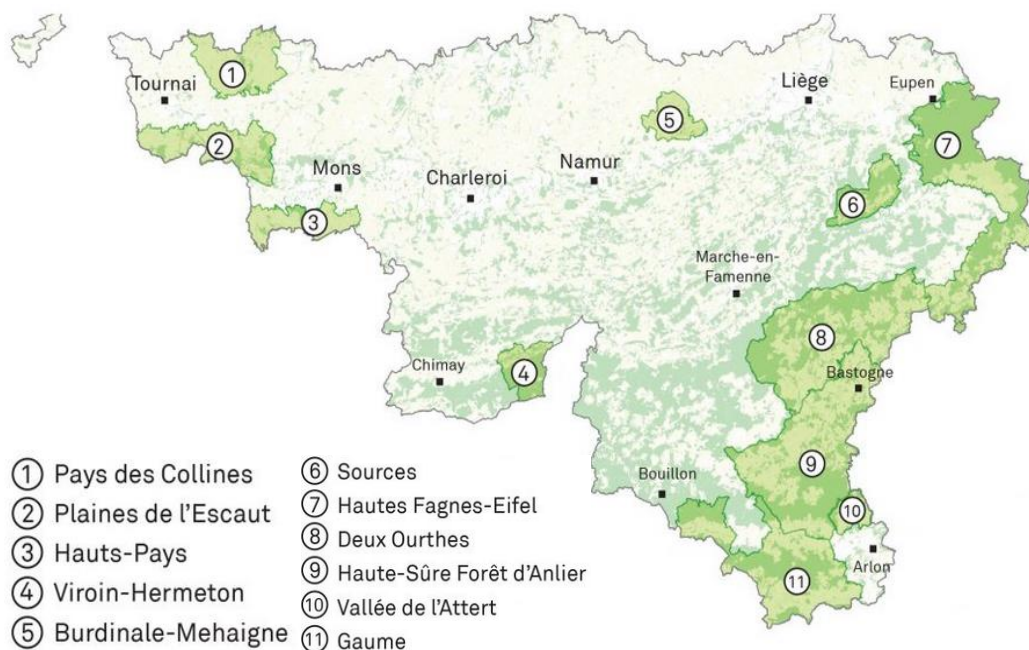 1
Tournai
Liège
Eupen
5
2
7
Mons
Namur
Charleroi
6
3
Marche-en-
Famenne
8
Chimay
4
Bastogne
9
Bouillon
10
Arlon
11
1 Pays des Collines
2 Plaines de l’Escaut
3 Hauts-Pays
4 Viroin-Hermeton
5 Burdinale-Mehaigne
6 Sources
7 Hautes Fagnes-Eifel
8 Deux Ourthes
9 Haute-Sûre Forêt d’Anlier
10 Vallée de l’Attert
11 Gaume